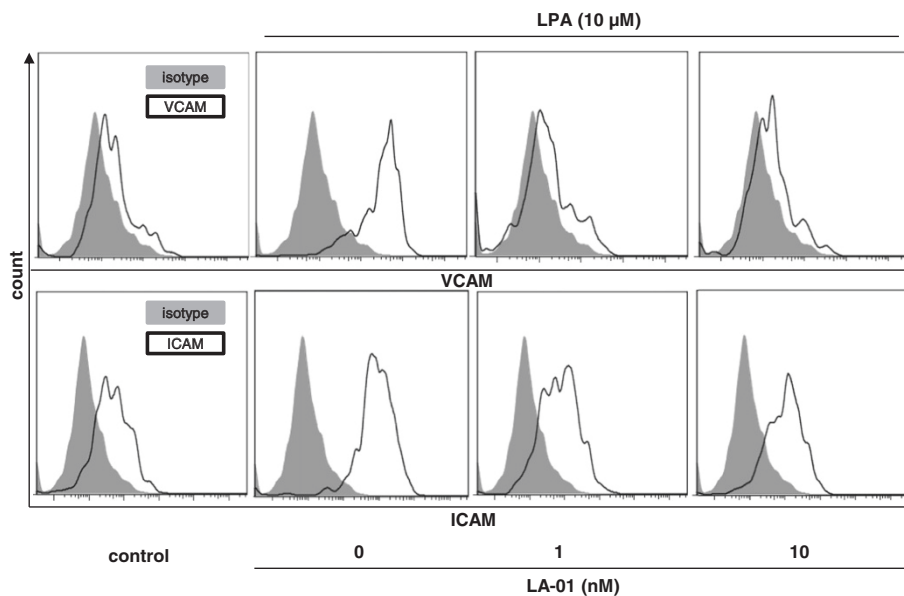 LPA (10 µM)
isotype
VCAM
count
VCAM
isotype
ICAM
ICAM
control
0
1
10
LA-01 (nM)